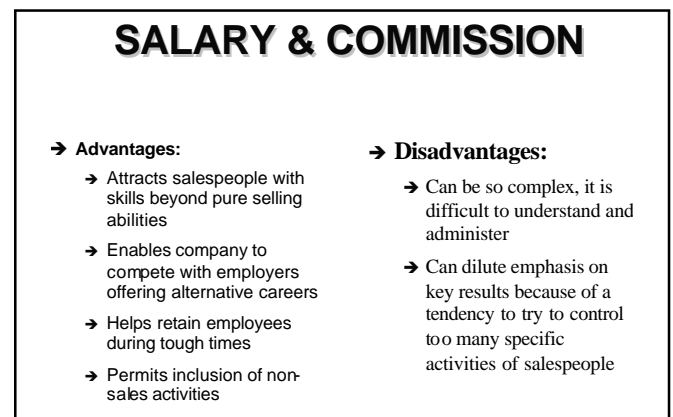 SALARY & COMMISSION
➔ Advantages:
➔ Attracts salespeople with
skills beyond pure selling
abilities
➔ Enables company to
compete with employers
offering alternative careers
➔ Helps retain employees
during tough times
➔ Permits inclusion of non-
sales activities
➔ Disadvantages:
➔ Can be so complex, it is
difficult to understand and
administer
➔ Can dilute emphasis on
key results because of a
tendency to try to control
too many specific
activities of salespeople